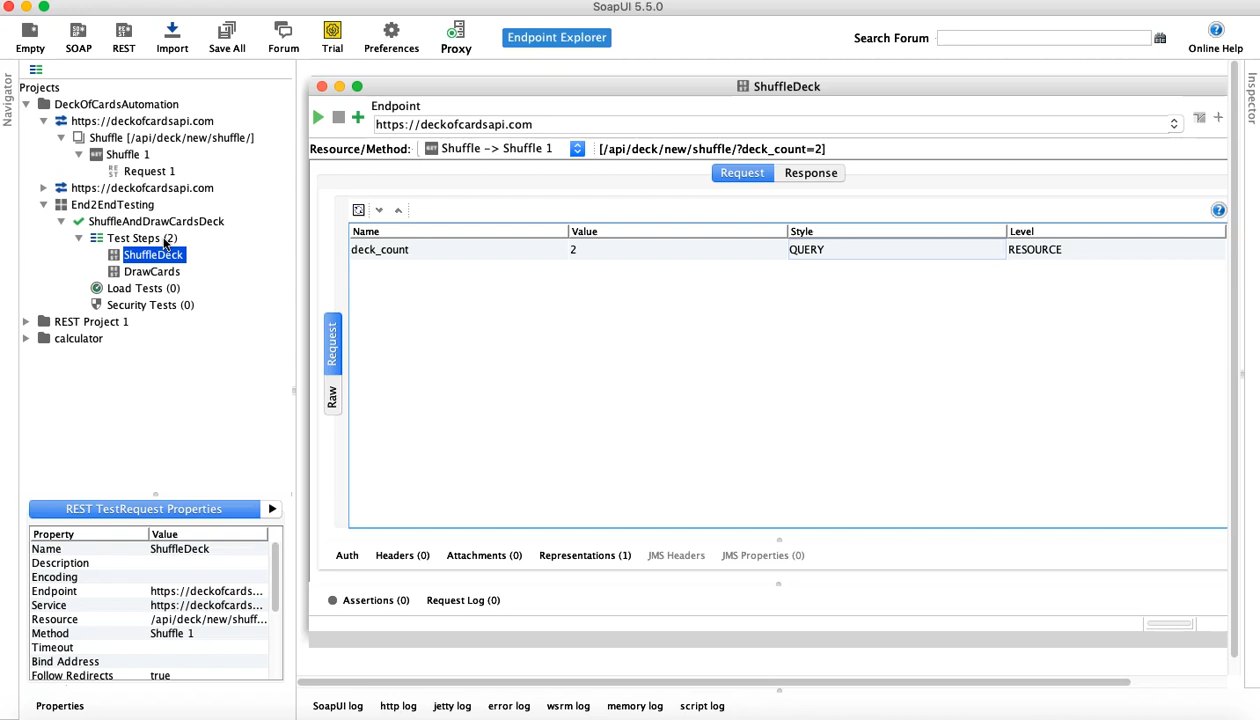 SoapUI 5.5.0
Empty
SOAP
REST
Import
Save All
Forum
Trial
Preferences
Proxy
Endpoint Explorer
Search Forum
Online Help
Navigator
Inspector
Projects
DeckOfCardsAutomation
https://deckofcardsapi.com
Shuffle [/api/deck/new/shuffle/]
Shuffle 1
Request 1
https://deckofcardsapi.com
End2EndTesting
ShuffleAndDrawCardsDeck
Test Steps (2)
ShuffleDeck
DrawCards
Load Tests (0)
Security Tests (0)
REST Project 1
calculator
REST TestRequest Properties
Property Value
Name ShuffleDeck
Description
Encoding
Endpoint https://deckofcards...
Service https://deckofcards...
Resource /api/deck/new/shuff...
Method Shuffle 1
Timeout
Bind Address
Follow Redirects true
Properties
ShuffleDeck
Endpoint
https://deckofcardsapi.com
Resource/Method: Shuffle -> Shuffle 1 [/api/deck/new/shuffle/?deck_count=2]
Request Response
Name Value Style Level
deck_count 2 QUERY RESOURCE
Request
Raw
Auth Headers (0) Attachments (0) Representations (1) JMS Headers JMS Properties (0)
Assertions (0) Request Log (0)
SoapUI log http log jetty log error log wsrm log memory log script log